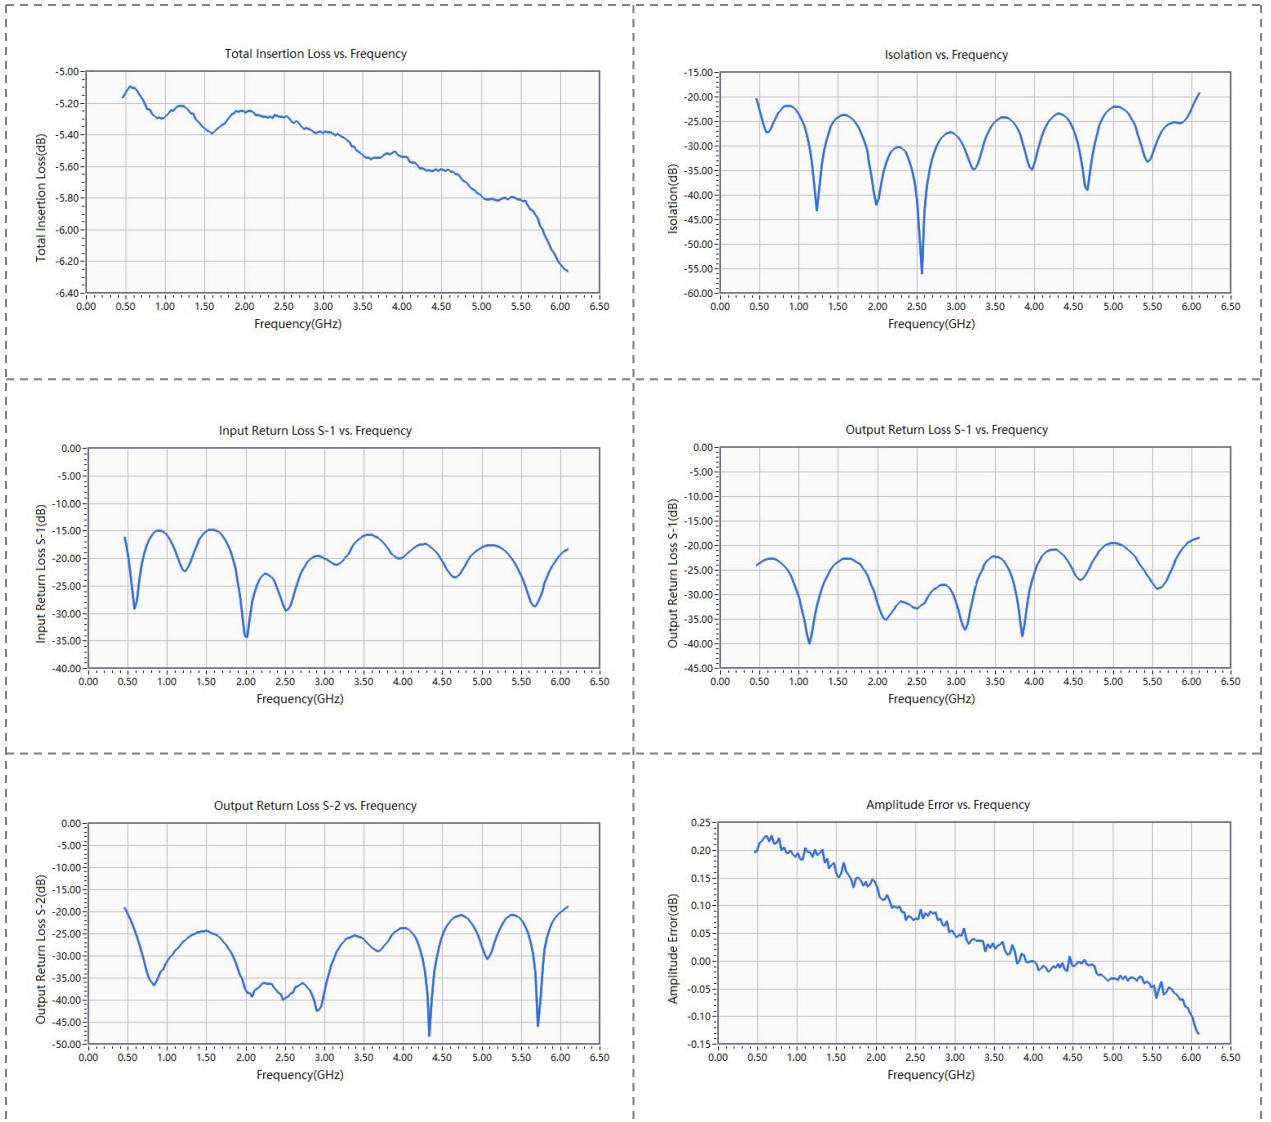 Total Insertion Loss vs. Frequency
Total Insertion Loss(dB)
-5.00
-5.20
-5.40
-5.60
-5.80
-6.00
-6.20
-6.40
0.00 0.50 1.00 1.50 2.00 2.50 3.00 3.50 4.00 4.50 5.00 5.50 6.00 6.50
Frequency(GHz)
Isolation vs. Frequency
Isolation(dB)
-15.00
-20.00
-25.00
-30.00
-35.00
-40.00
-45.00
-50.00
-55.00
-60.00
0.00 0.50 1.00 1.50 2.00 2.50 3.00 3.50 4.00 4.50 5.00 5.50 6.00 6.50
Frequency(GHz)
Input Return Loss S-1 vs. Frequency
Input Return Loss S-1(dB)
0.00
-5.00
-10.00
-15.00
-20.00
-25.00
-30.00
-35.00
-40.00
0.00 0.50 1.00 1.50 2.00 2.50 3.00 3.50 4.00 4.50 5.00 5.50 6.00 6.50
Frequency(GHz)
Output Return Loss S-1 vs. Frequency
Output Return Loss S-1(dB)
0.00
-5.00
-10.00
-15.00
-20.00
-25.00
-30.00
-35.00
-40.00
-45.00
0.00 0.50 1.00 1.50 2.00 2.50 3.00 3.50 4.00 4.50 5.00 5.50 6.00 6.50
Frequency(GHz)
Output Return Loss S-2 vs. Frequency
Output Return Loss S-2(dB)
0.00
-5.00
-10.00
-15.00
-20.00
-25.00
-30.00
-35.00
-40.00
-45.00
-50.00
0.00 0.50 1.00 1.50 2.00 2.50 3.00 3.50 4.00 4.50 5.00 5.50 6.00 6.50
Frequency(GHz)
Amplitude Error vs. Frequency
Amplitude Error(dB)
0.25
0.20
0.15
0.10
0.05
0.00
-0.05
-0.10
-0.15
0.00 0.50 1.00 1.50 2.00 2.50 3.00 3.50 4.00 4.50 5.00 5.50 6.00 6.50
Frequency(GHz)